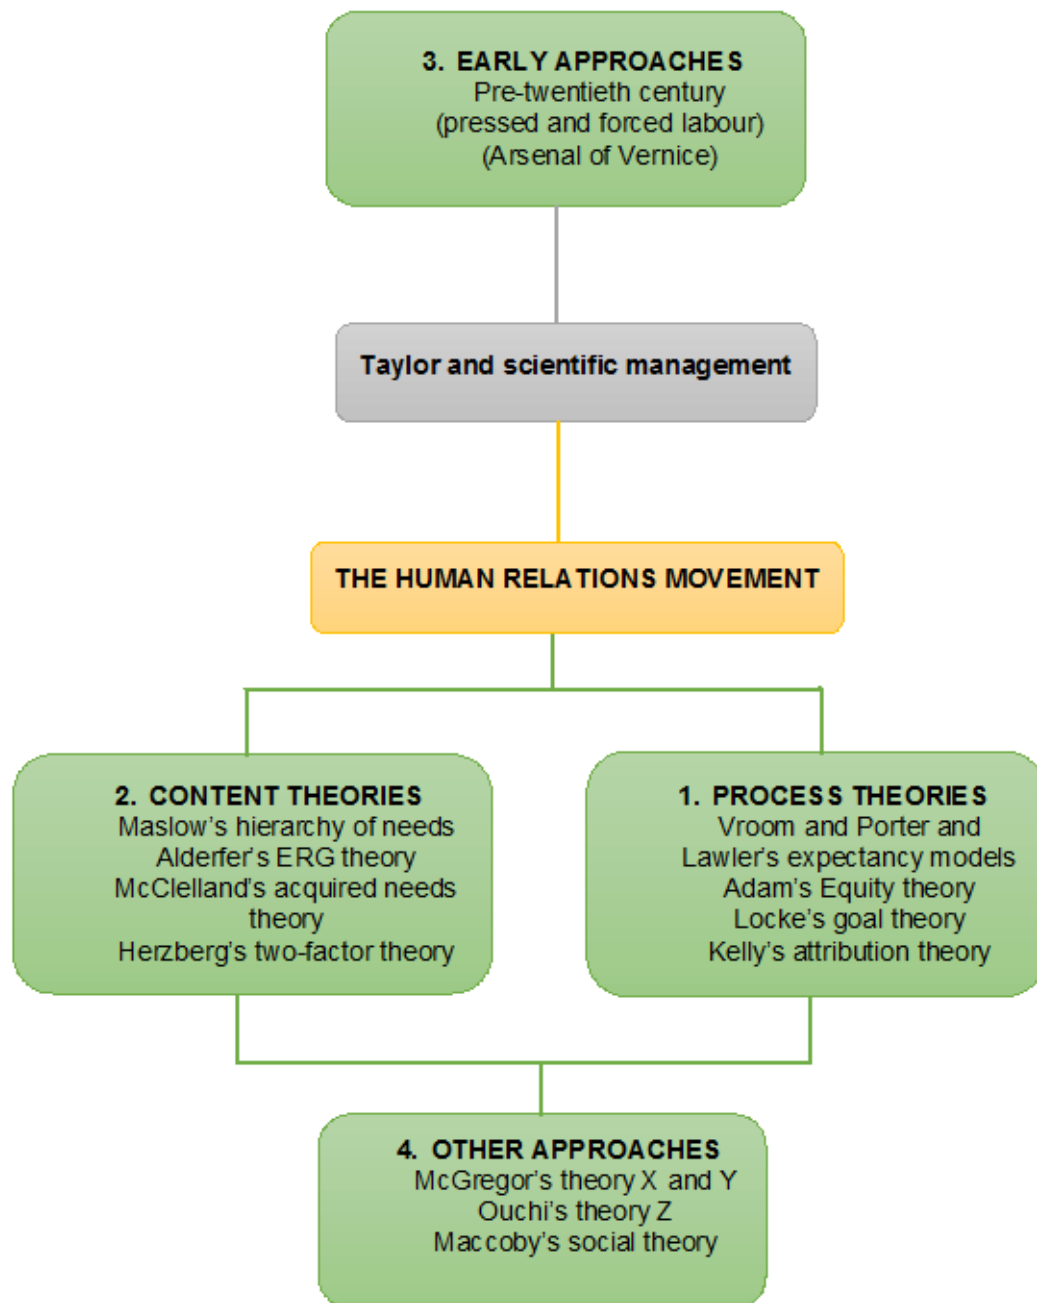 3. EARLY APPROACHES
Pre-twentieth century
(pressed and forced labour)
(Arsenal of Vernice)
Taylor and scientific management
THE HUMAN RELATIONS MOVEMENT
2. CONTENT THEORIES
Maslow’s hierarchy of needs
Alderfer’s ERG theory
McClelland’s acquired needs
theory
Herzberg’s two-factor theory
1. PROCESS THEORIES
Vroom and Porter and
Lawler’s expectancy models
Adam’s Equity theory
Locke’s goal theory
Kelly’s attribution theory
4. OTHER APPROACHES
McGregor’s theory X and Y
Ouchi’s theory Z
Maccoby’s social theory